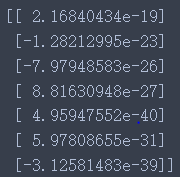 [[ 2.16840434e-19]
[-1.28212995e-23]
[-7.97948583e-26]
[ 8.81630948e-27]
[ 4.95947552e-40]
[ 5.97808655e-31]
[-3.12581483e-39]]